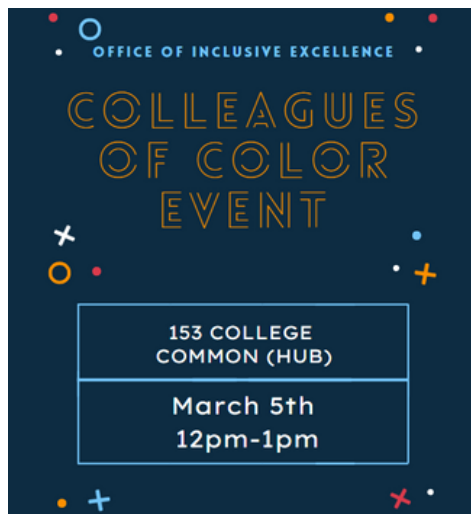 OFFICE OF INCLUSIVE EXCELLENCE
COLLEAGUES
OF COLOR
EVENT
153 COLLEGE
COMMON (HUB)
March 5th
12pm-1pm